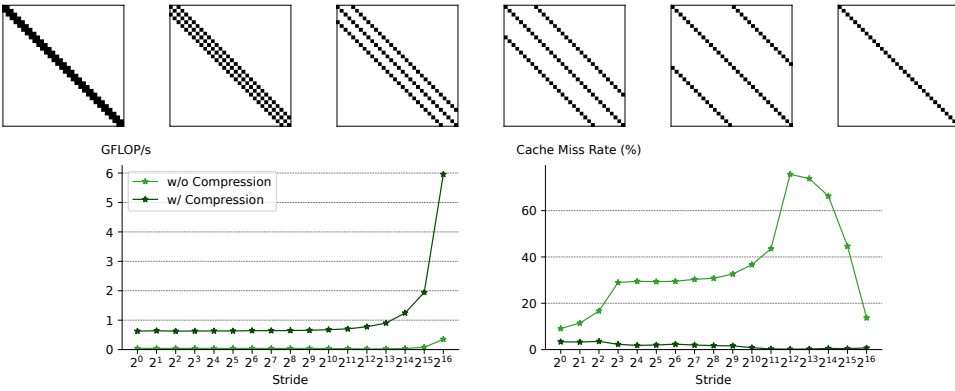 GFLOP/s
6
5
4
3
2
1
0
w/o Compression
w/ Compression
2^0 2^1 2^2 2^3 2^4 2^5 2^6 2^7 2^8 2^9 2^10 2^11 2^12 2^13 2^14 2^15 2^16
Stride
Cache Miss Rate (%)
60
40
20
0
2^0 2^1 2^2 2^3 2^4 2^5 2^6 2^7 2^8 2^9 2^10 2^11 2^12 2^13 2^14 2^15 2^16
Stride